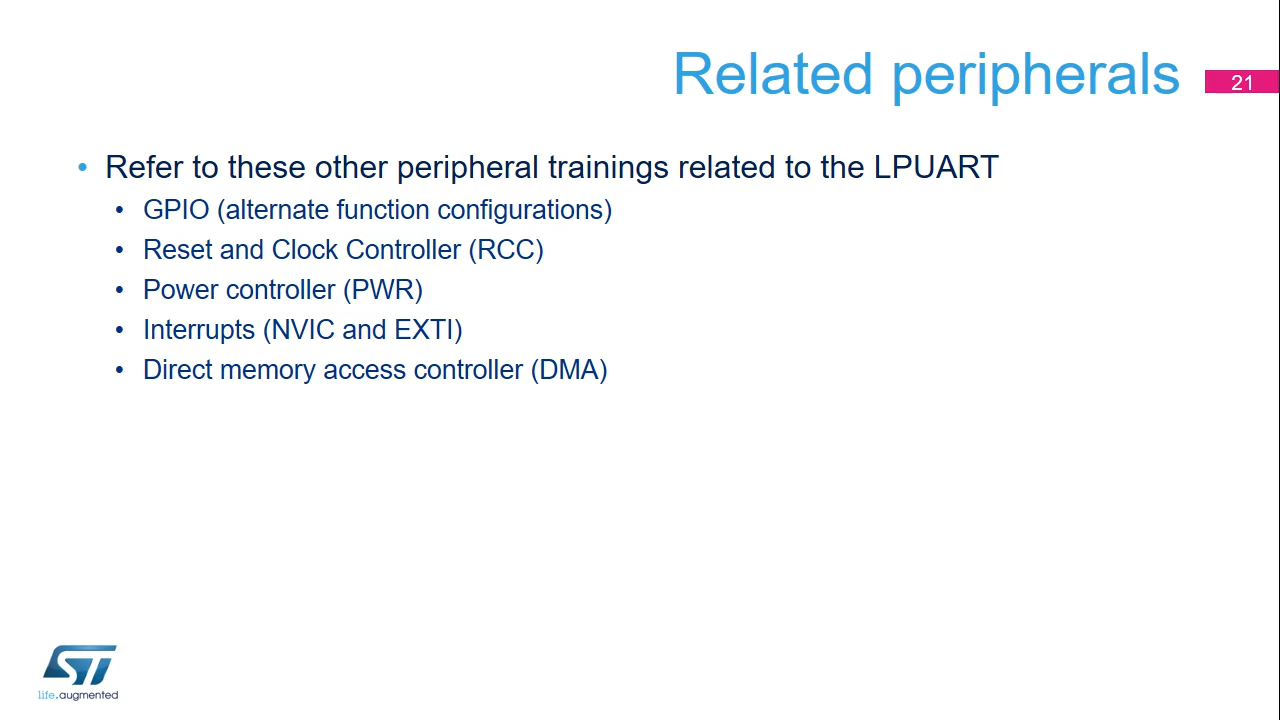 Related peripherals
21
• Refer to these other peripheral trainings related to the LPUART
• GPIO (alternate function configurations)
• Reset and Clock Controller (RCC)
• Power controller (PWR)
• Interrupts (NVIC and EXTI)
• Direct memory access controller (DMA)
ST
life.augmented